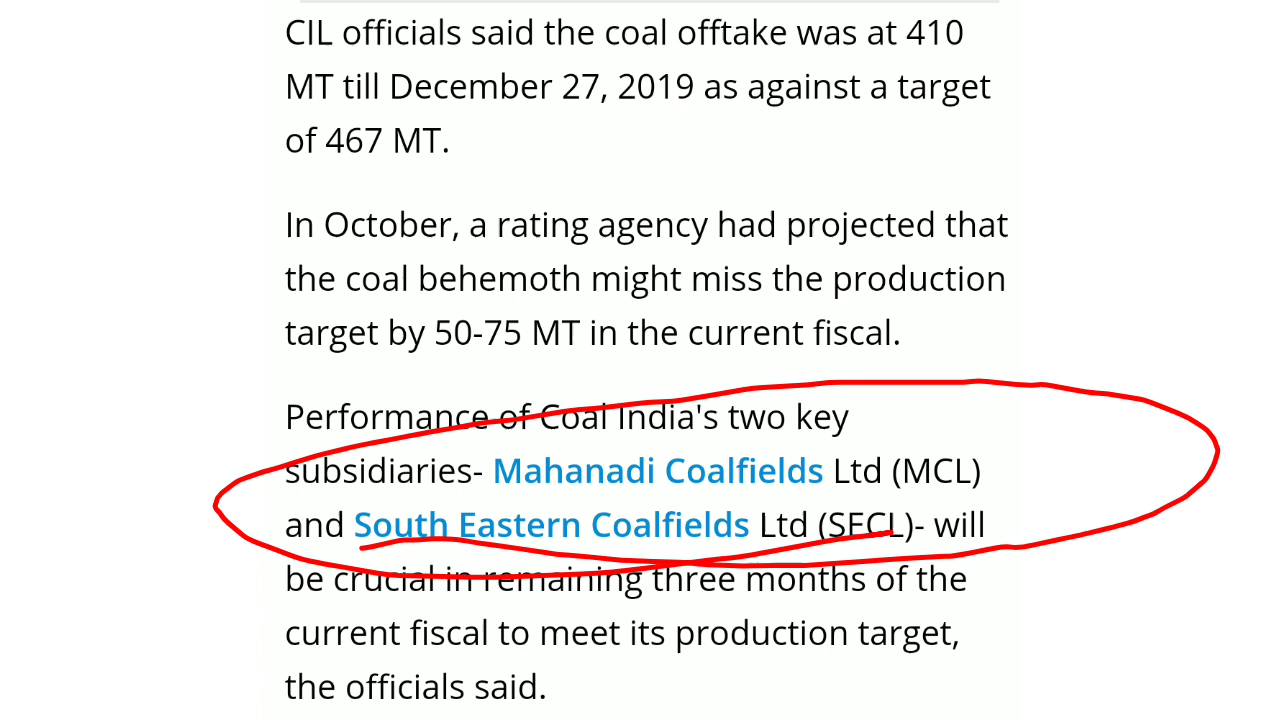 CIL officials said the coal offtake was at 410
MT till December 27, 2019 as against a target
of 467 MT.
In October, a rating agency had projected that
the coal behemoth might miss the production
target by 50-75 MT in the current fiscal.
Performance of Coal India's two key
subsidiaries- Mahanadi Coalfields Ltd (MCL)
and South Eastern Coalfields Ltd (SECL)- will
be crucial in remaining three months of the
current fiscal to meet its production target,
the officials said.